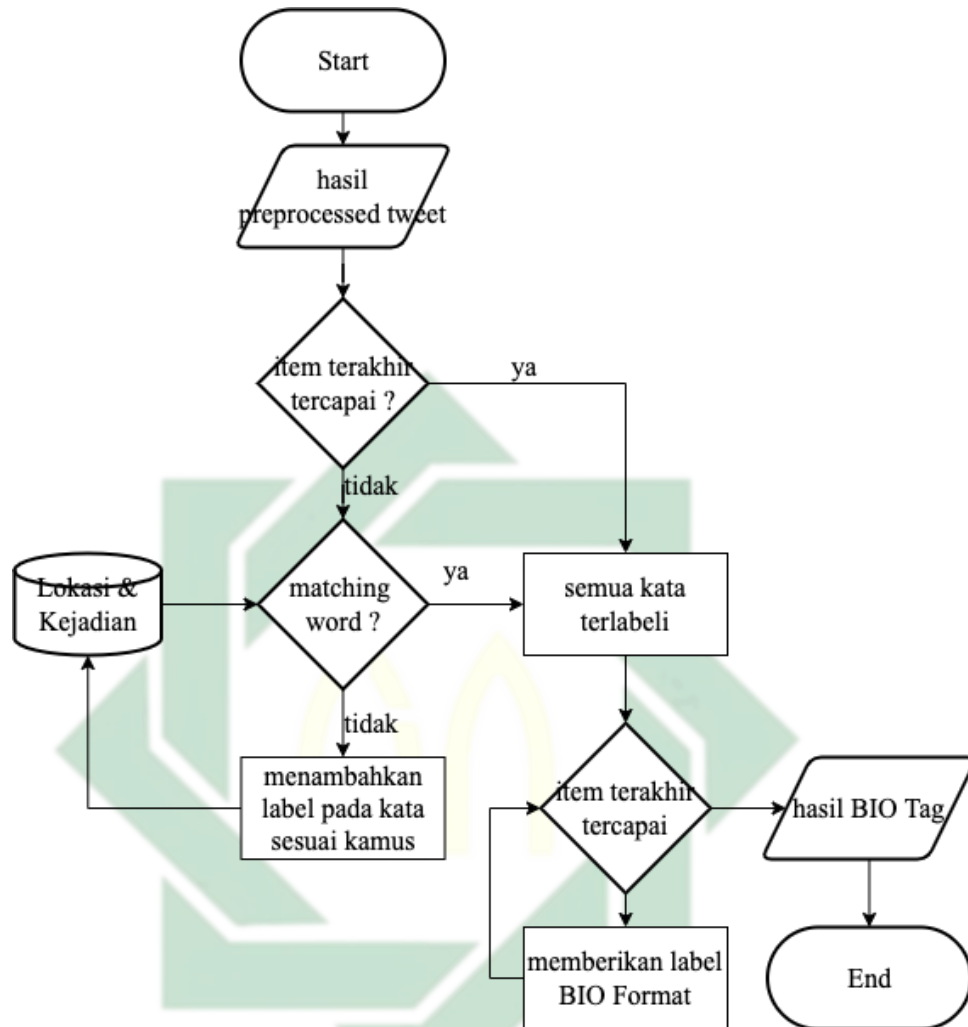 Start
hasil
preprocessed tweet
item terakhir
tercapai ?
ya
tidak
Lokasi &
Kejadian
matching
word ?
ya
semua kata
terlabeli
tidak
menambahkan
label pada kata
sesuai kamus
item terakhir
tercapai
hasil BIO Tag
memberikan label
BIO Format
End